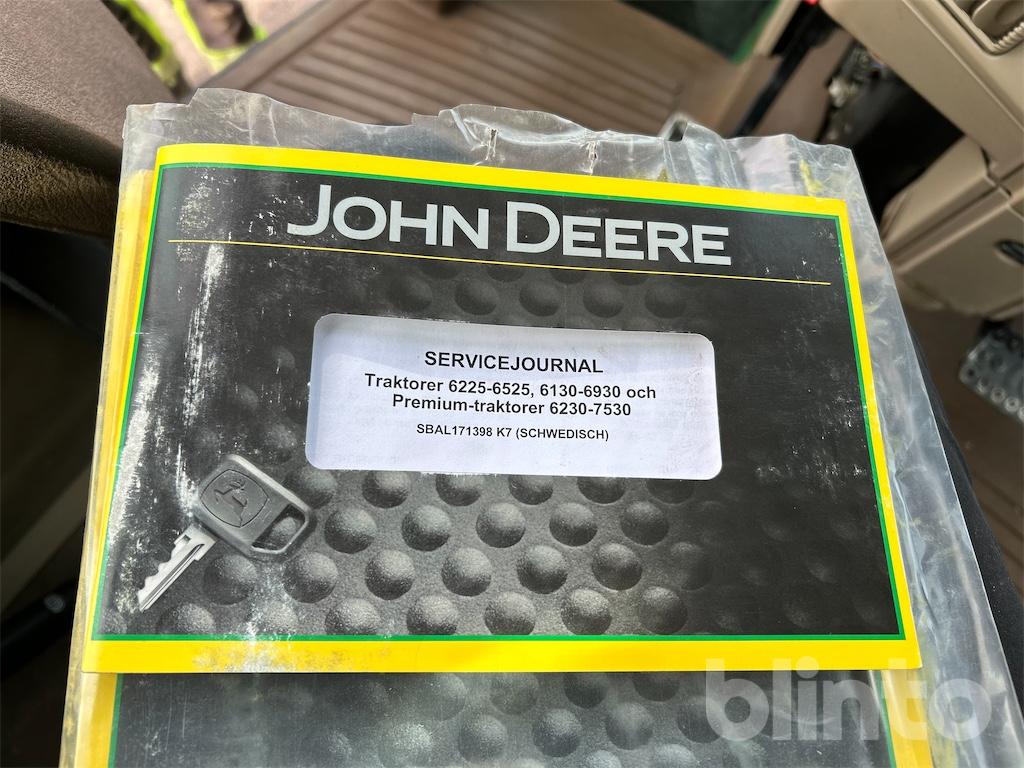 JOHN DEERE
SERVICEJOURNAL
Traktorer 6225-6525, 6130-6930 och
Premium-traktorer 6230-7530
SBAL171398 K7 (SCHWEDISCH)
blinto